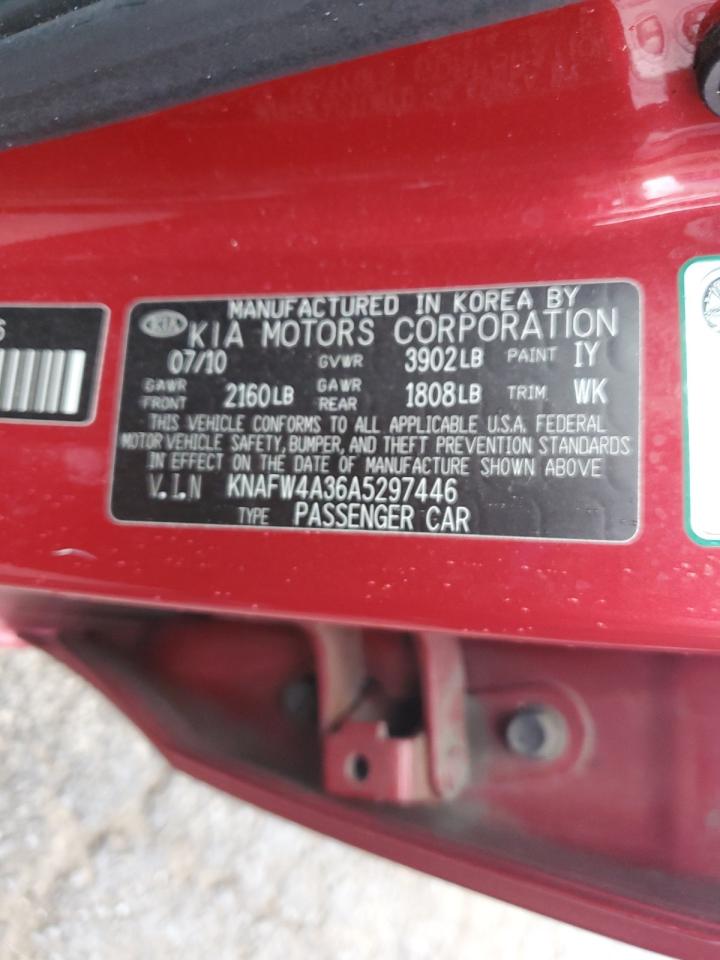 6
MANUFACTURED IN KOREA BY
KIA KIA MOTORS CORPORATION
07/10 GVWR 3902LB PAINT IY
GAWR FRONT 2160LB GAWR REAR 1808LB TRIM WK
THIS VEHICLE CONFORMS TO ALL APPLICABLE U.S.A. FEDERAL
MOTOR VEHICLE SAFETY, BUMPER, AND THEFT PREVENTION STANDARDS
IN EFFECT ON THE DATE OF MANUFACTURE SHOWN ABOVE
V.I.N KNAFW4A36A5297446
TYPE PASSENGER CAR